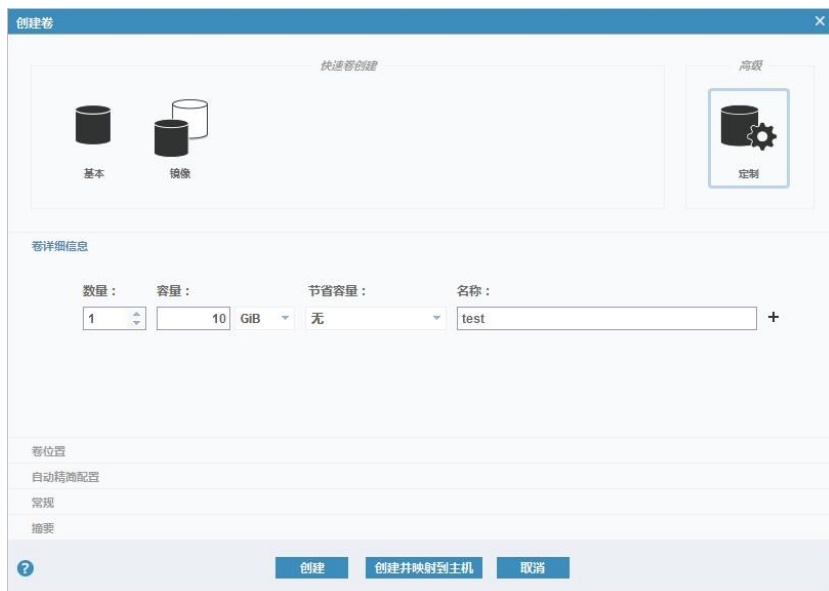 创建卷
快速卷创建
高级
基本
镜像
定制
卷详细信息
数量： 容量： 节省容量： 名称：
1 10 GiB 无 test +
卷位置
自动精简配置
常规
摘要
? 创建 创建并映射到主机 取消